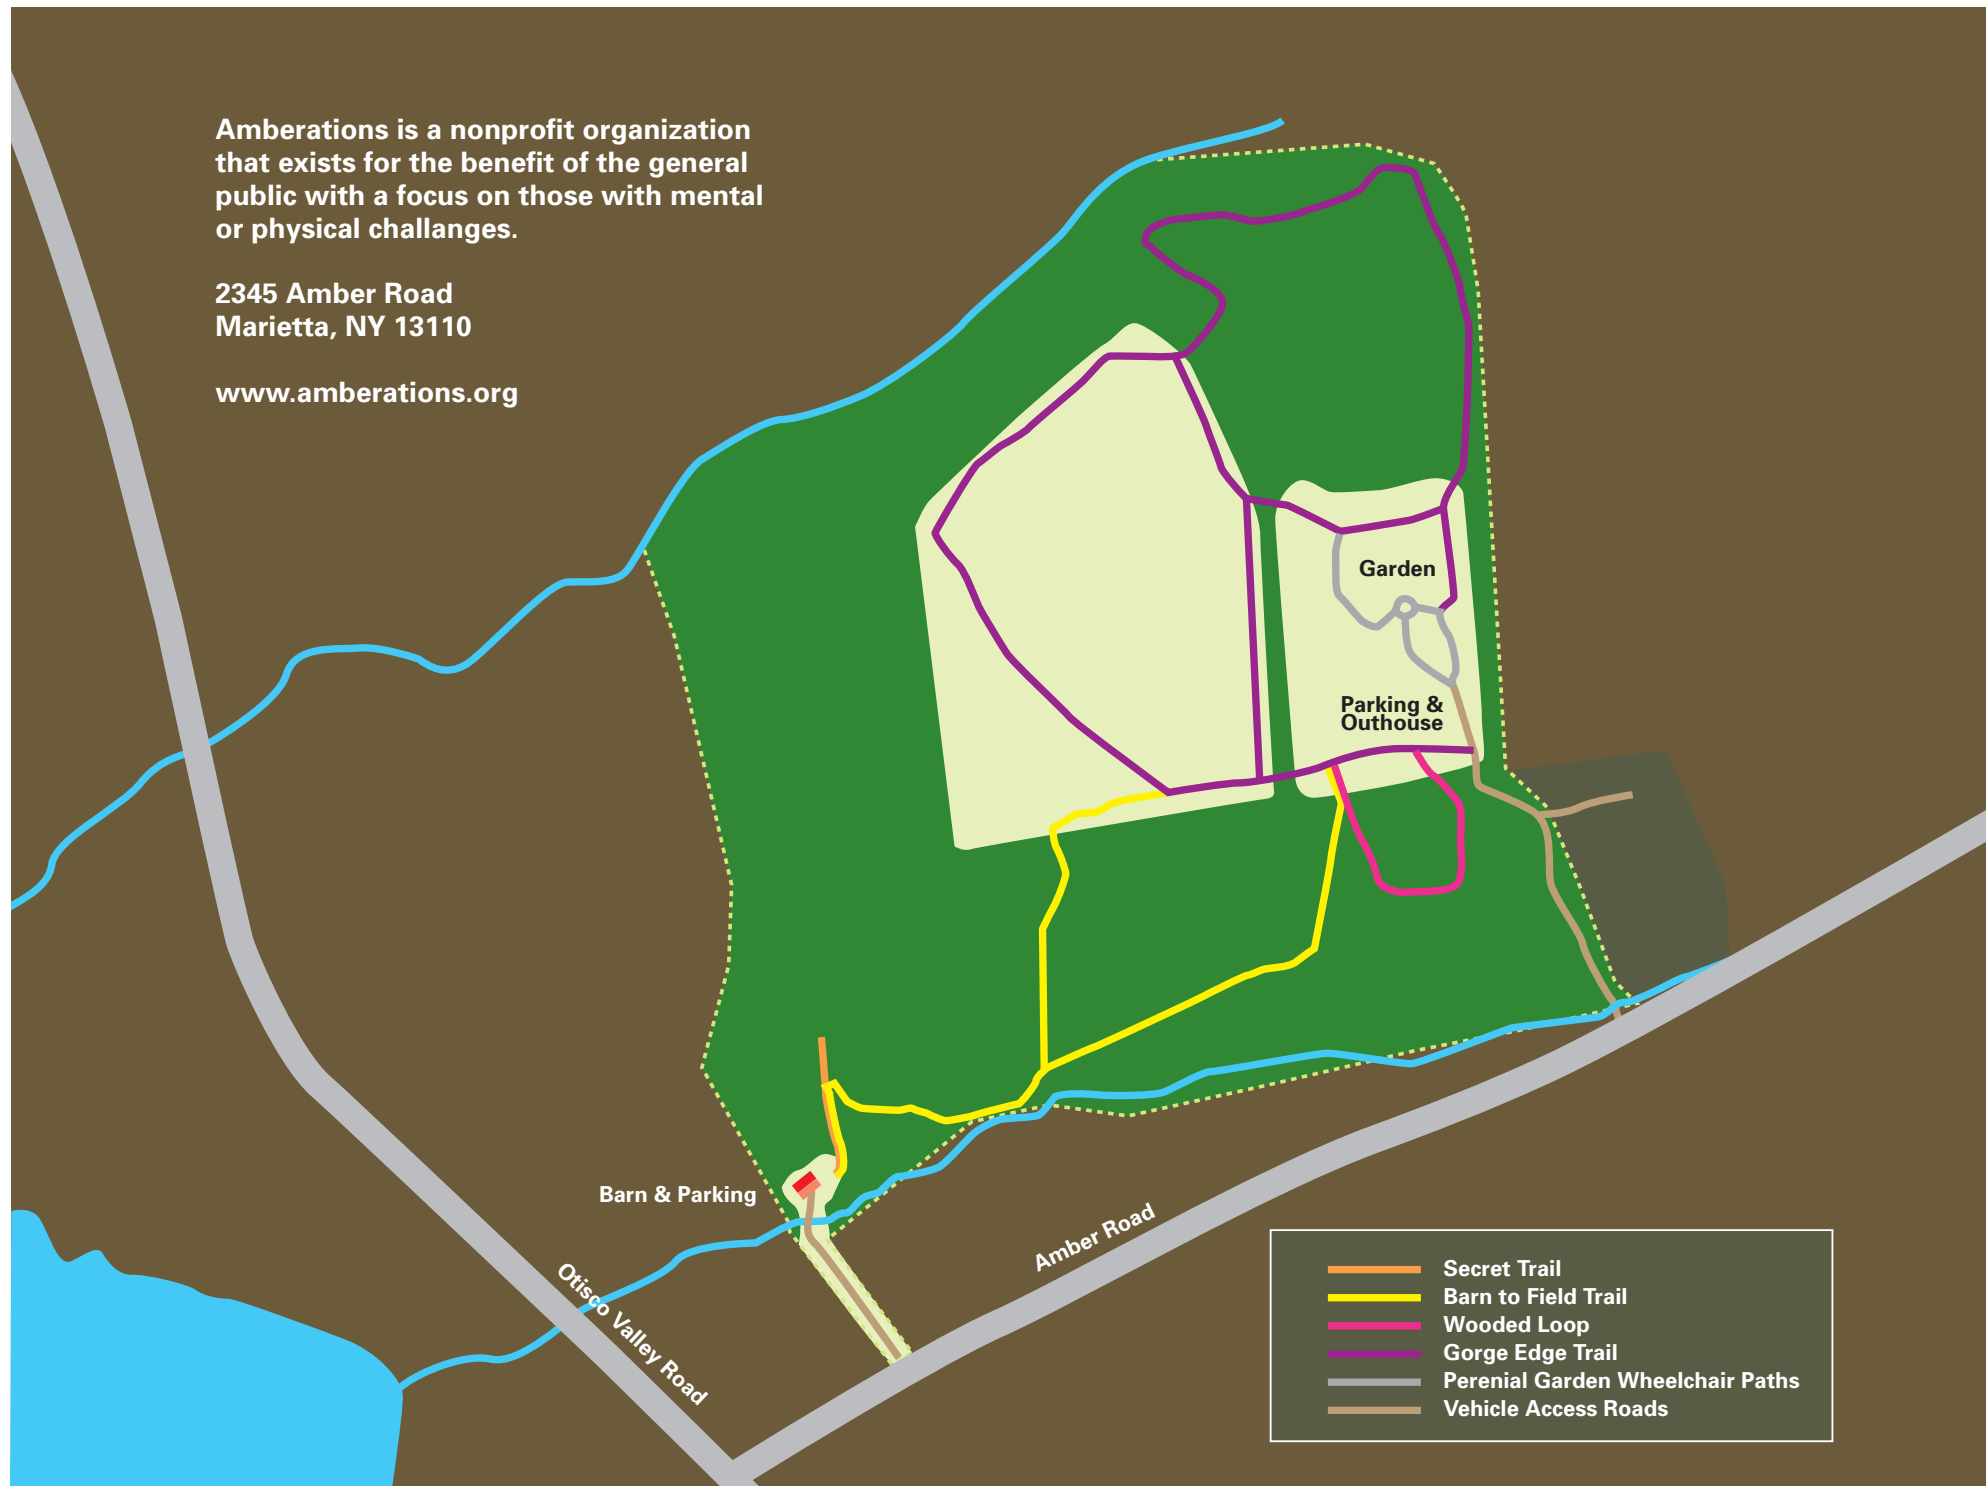 Amberations is a nonprofit organization
that exists for the benefit of the general
public with a focus on those with mental
or physical challanges.
2345 Amber Road
Marietta, NY 13110
www.amberations.org
Garden
Parking &
Outhouse
Barn & Parking
Otisco Valley Road
Amber Road
Secret Trail
Barn to Field Trail
Wooded Loop
Gorge Edge Trail
Perenial Garden Wheelchair Paths
Vehicle Access Roads